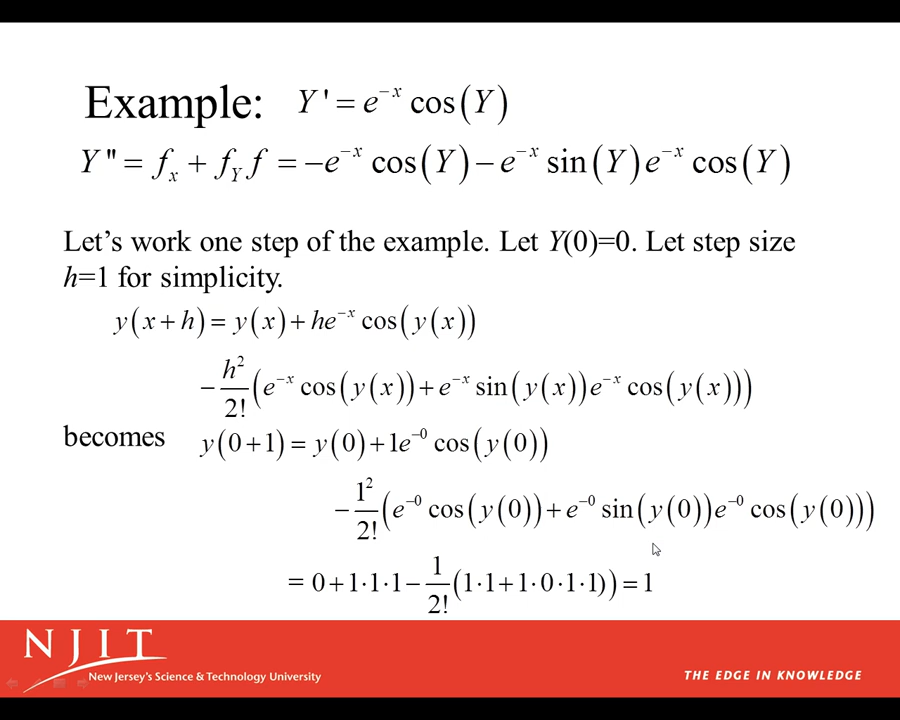 Example: Y' = e^{-x} cos(Y)
Y" = f_x + f_Y f = −e^{-x} cos(Y) − e^{-x} sin(Y) e^{-x} cos(Y)
Let's work one step of the example. Let Y(0)=0. Let step size
h=1 for simplicity.
y(x + h) = y(x) + he^{-x} cos(y(x))
− \frac{h^2}{2!}(e^{-x} cos(y(x)) + e^{-x} sin(y(x)) e^{-x} cos(y(x)))
becomes y(0+1) = y(0) + 1e^{-0} cos(y(0))
− \frac{1^2}{2!}(e^{-0} cos(y(0)) + e^{-0} sin(y(0)) e^{-0} cos(y(0)))
= 0 + 1·1·1 − \frac{1}{2!}(1·1 + 1·0·1·1)) = 1
NJIT
New Jersey's Science & Technology University
THE EDGE IN KNOWLEDGE